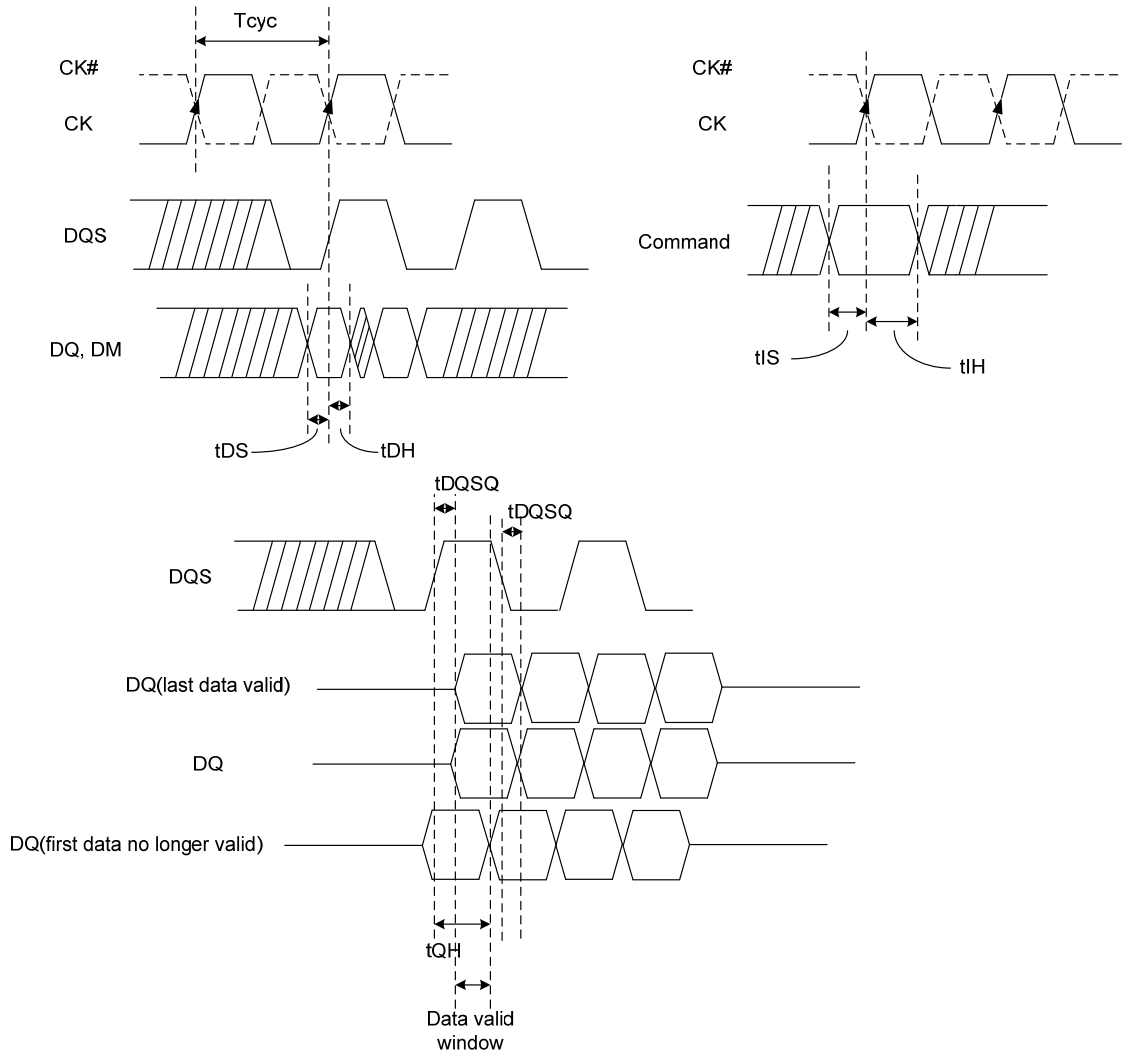 Tcyc
CK#
CK
DQS
DQ, DM
tDS
tDH
CK#
CK
Command
tIS
tIH
tDQSQ
tDQSQ
DQS
DQ(last data valid)
DQ
DQ(first data no longer valid)
tQH
Data valid
window